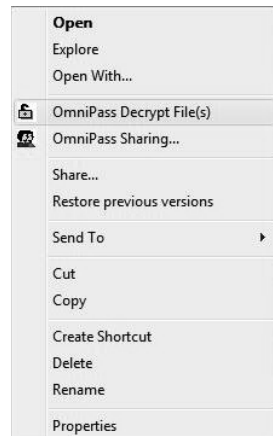 Open
Explore
Open With...
OmniPass Decrypt File(s)
OmniPass Sharing...
Share...
Restore previous versions
Send To
Cut
Copy
Create Shortcut
Delete
Rename
Properties